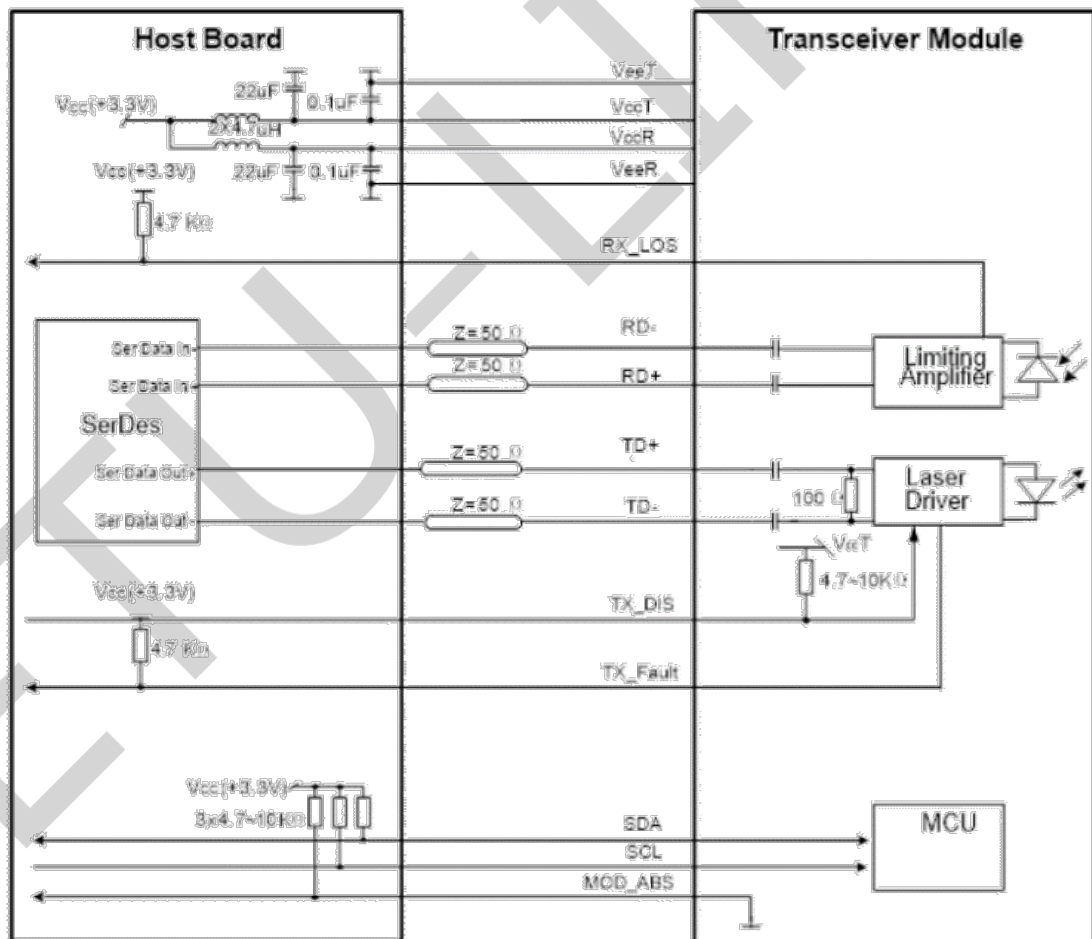 Host Board
Transceiver Module
VeeT
22uF
0.1uF
Vcc(+3.3V)
VccT
2X4.7uH
VccR
Vcc(+3.3V)
22uF
0.1uF
VeeR
4.7 KΩ
RX_LOS
Z=50 Ω
RD-
Ser Data In-
Z=50 Ω
Limiting
Amplifier
Ser Data In+
RD+
SerDes
TD+
Z=50 Ω
Ser Data Out+
Laser
Driver
100 Ω
Z=50 Ω
TD-
Ser Data Out-
VccT
4.7~10KΩ
Vcc(+3.3V)
TX_DIS
4.7 KΩ
TX_Fault
Vcc(+3.3V)
3x4.7~10KΩ
SDA
MCU
SCL
MOD_ABS